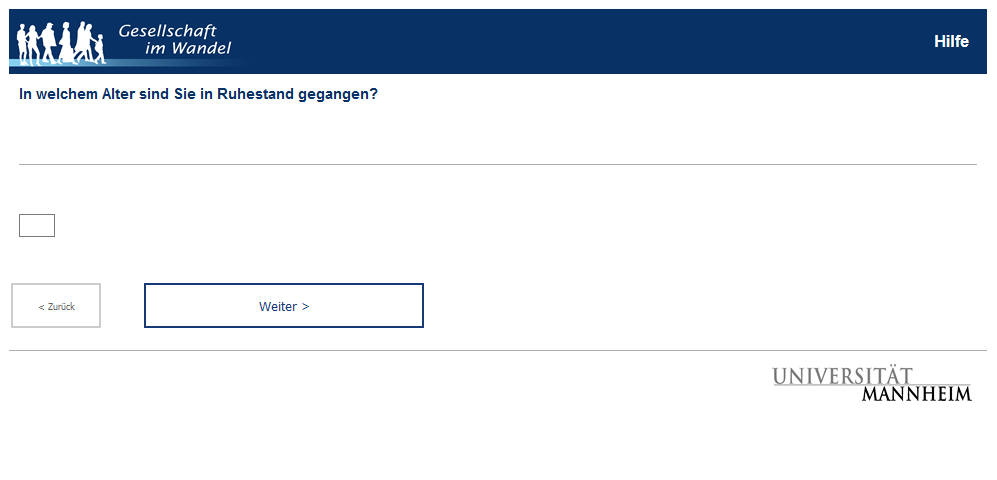 Gesellschaft
im Wandel
Hilfe
In welchem Alter sind Sie in Ruhestand gegangen?
< Zurück
Weiter >
UNIVERSITÄT
MANNHEIM